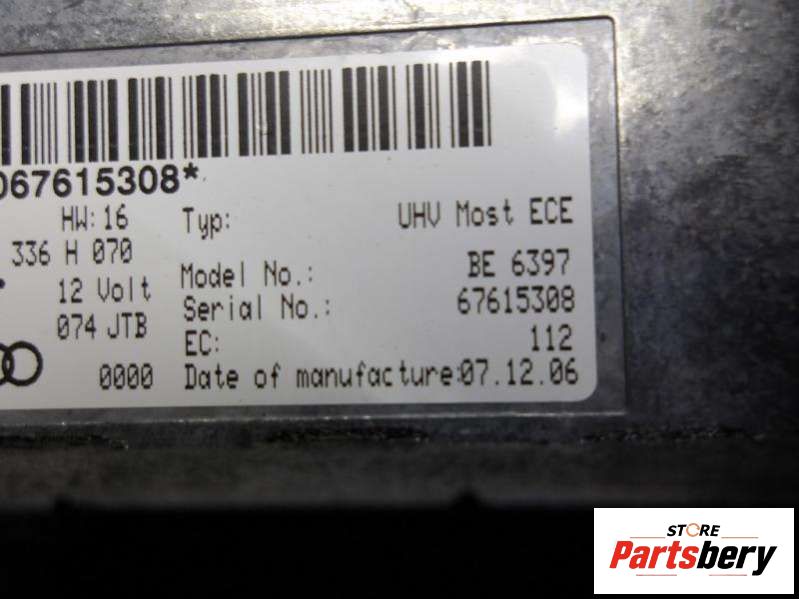 067615308*
HW: 16
336 H 070
12 Volt
074 JTB
0000
Typ: UHV Most ECE
Model No.: BE 6397
Serial No.: 67615308
EC: 112
Date of manufacture:07.12.06
STORE
Partsbery